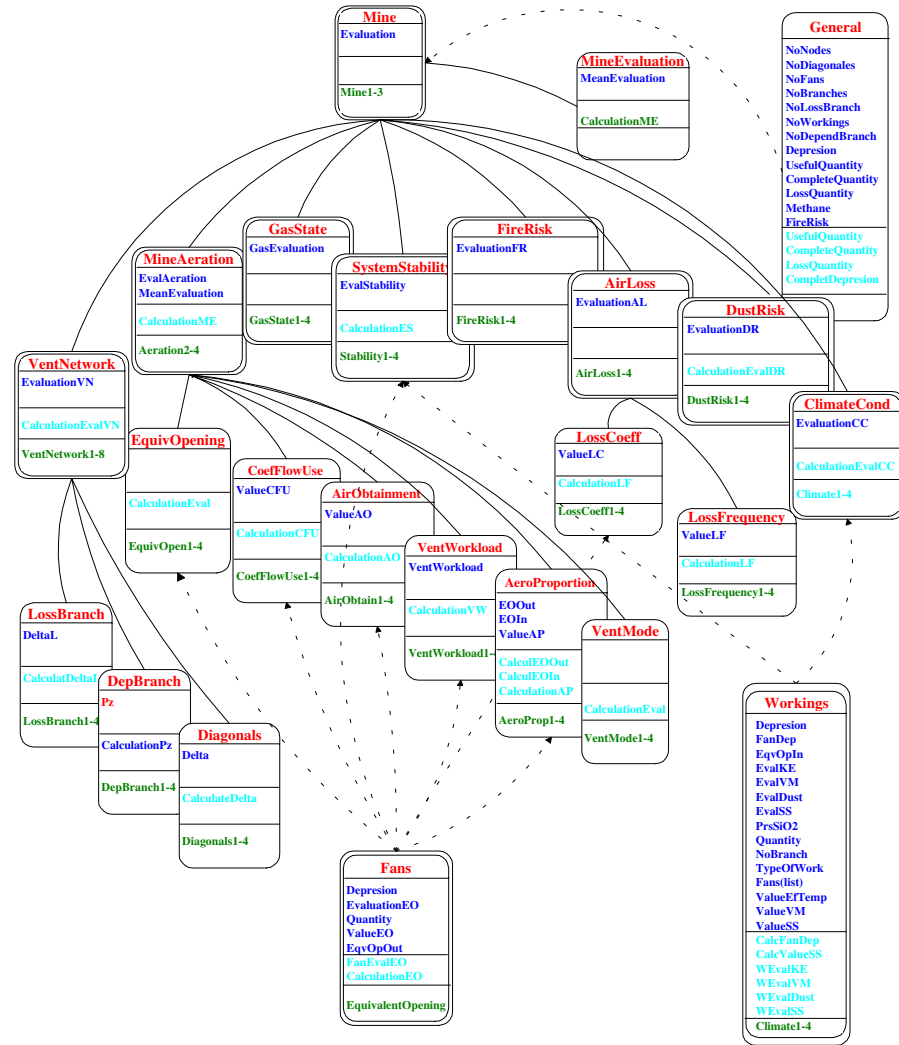 Mine
Evaluation
Mine1-3
MineEvaluation
MeanEvaluation
CalculationME
General
NoNodes
NoDiagonales
NoFans
NoBranches
NoLossBranch
NoWorkings
NoDependBranch
Depresion
UsefulQuantity
CompleteQuantity
LossQuantity
Methane
FireRisk
UsefulQuantity
CompleteQuantity
LossQuantity
CompletDepresion
GasState
GasEvaluation
GasState1-4
FireRisk
EvaluationFR
FireRisk1-4
MineAeration
EvalAeration
MeanEvaluation
CalculationME
Aeration2-4
SystemStability
EvalStability
CalculationES
Stability1-4
AirLoss
EvaluationAL
AirLoss1-4
DustRisk
EvaluationDR
CalculationEvalDR
DustRisk1-4
VentNetwork
EvaluationVN
CalculationEvalVN
VentNetwork1-8
ClimateCond
EvaluationCC
CalculationEvalCC
Climate1-4
EquivOpening
CalculationEval
EquivOpen1-4
CoefFlowUse
ValueCFU
CalculationCFU
CoefFlowUse1-4
AirObtainment
ValueAO
CalculationAO
AirObtain1-4
LossCoeff
ValueLC
CalculationLF
LossCoeff1-4
LossFrequency
ValueLF
CalculationLF
LossFrequency1-4
VentWorkload
VentWorkload
CalculationVW
VentWorkload1-4
AeroProportion
EOOut
EOIn
ValueAP
CalculEOOut
CalculEOIn
CalculationAP
AeroProp1-4
VentMode
CalculationEval
VentMode1-4
LossBranch
DeltaL
CalculatDeltaL
LossBranch1-4
DepBranch
Pz
CalculationPz
DepBranch1-4
Diagonals
Delta
CalculateDelta
Diagonals1-4
Fans
Depresion
EvaluationEO
Quantity
ValueEO
EqvOpOut
FanEvalEO
CalculationEO
EquivalentOpening
Workings
Depresion
FanDep
EqvOpIn
EvalKE
EvalVM
EvalDust
EvalSS
PrsSiO2
Quantity
NoBranch
TypeOfWork
Fans(list)
ValueEfTemp
ValueVM
ValueSS
CalcFanDep
CalcValueSS
WEvalKE
WEvalVM
WEvalDust
WEvalSS
Climate1-4